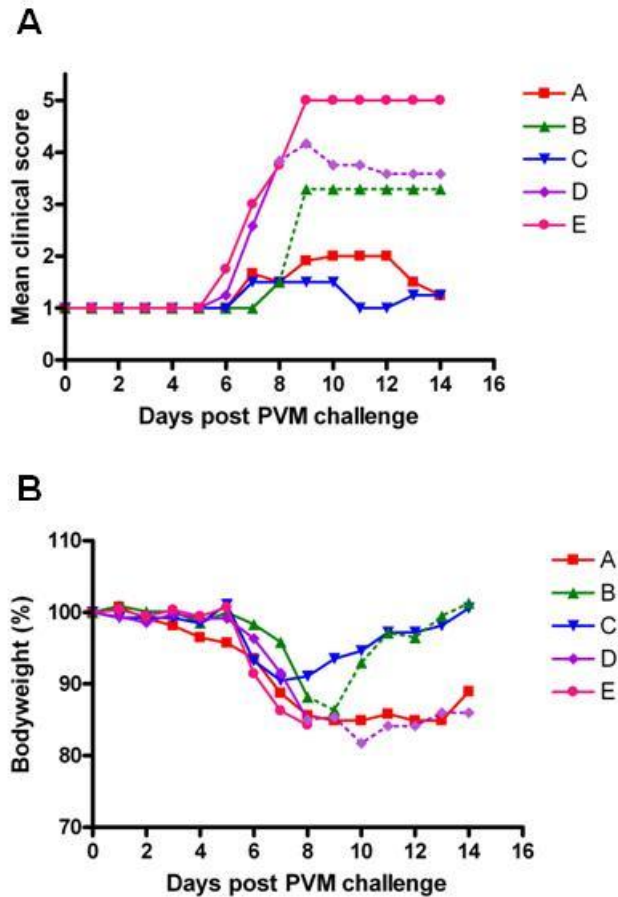 A
5
4
3
2
1
0
Mean clinical score
0 2 4 6 8 10 12 14 16
Days post PVM challenge
A
B
C
D
E
B
110
100
90
80
70
Bodyweight (%)
0 2 4 6 8 10 12 14 16
Days post PVM challenge
A
B
C
D
E